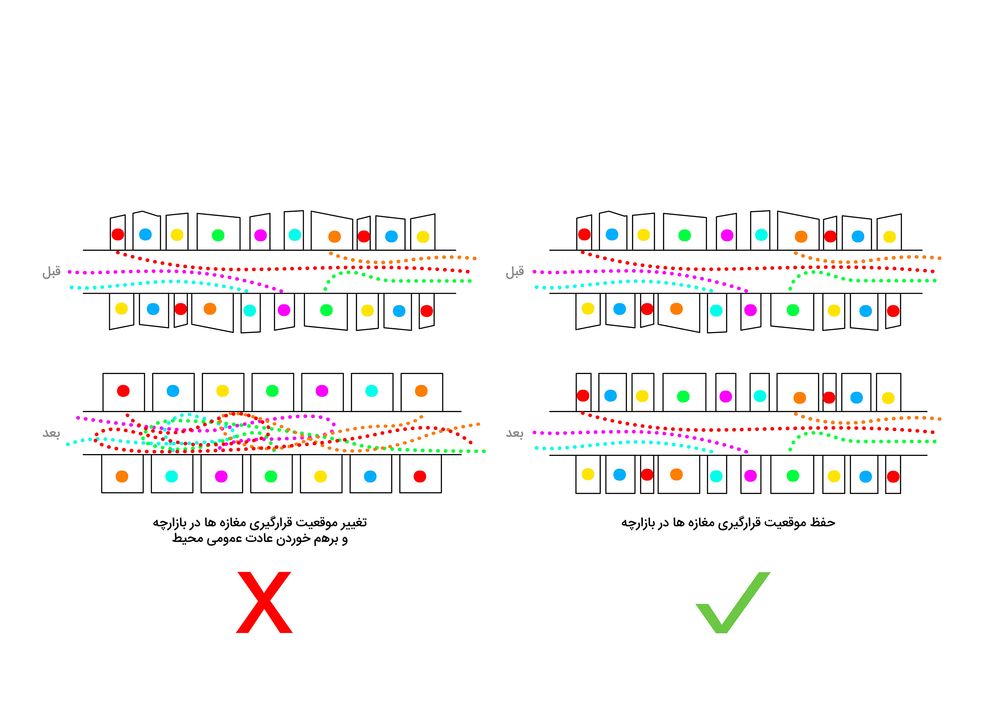 قبل
قبل
بعد
بعد
حفظ موقعیت قرارگیری مغازه ها در بازارچه
تغییر موقعیت قرارگیری مغازه ها در بازارچه
و برهم خوردن عادت عمومی محیط
X